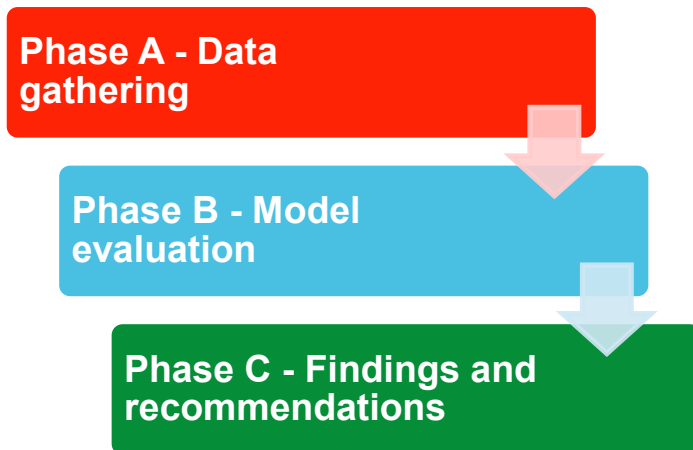 Phase A - Data
gathering
Phase B - Model
evaluation
Phase C - Findings and
recommendations